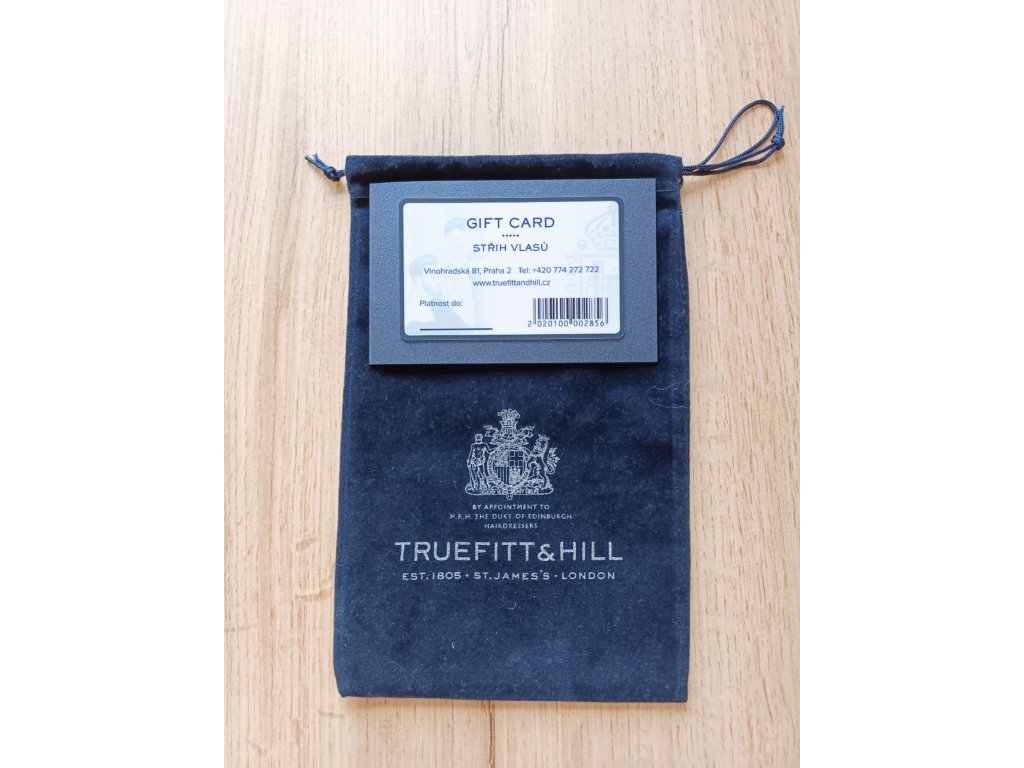 GIFT CARD
STŘIH VLASŮ
Vinohradská 81, Praha 2 Tel: +420 774 272 722
www.truefittandhill.cz
Platnost do:
2 020100 002856
BY APPOINTMENT TO
H.R.H. THE DUKE OF EDINBURGH
HAIRDRESSERS
TRUEFITT & HILL
EST. 1805 • ST. JAMES'S • LONDON